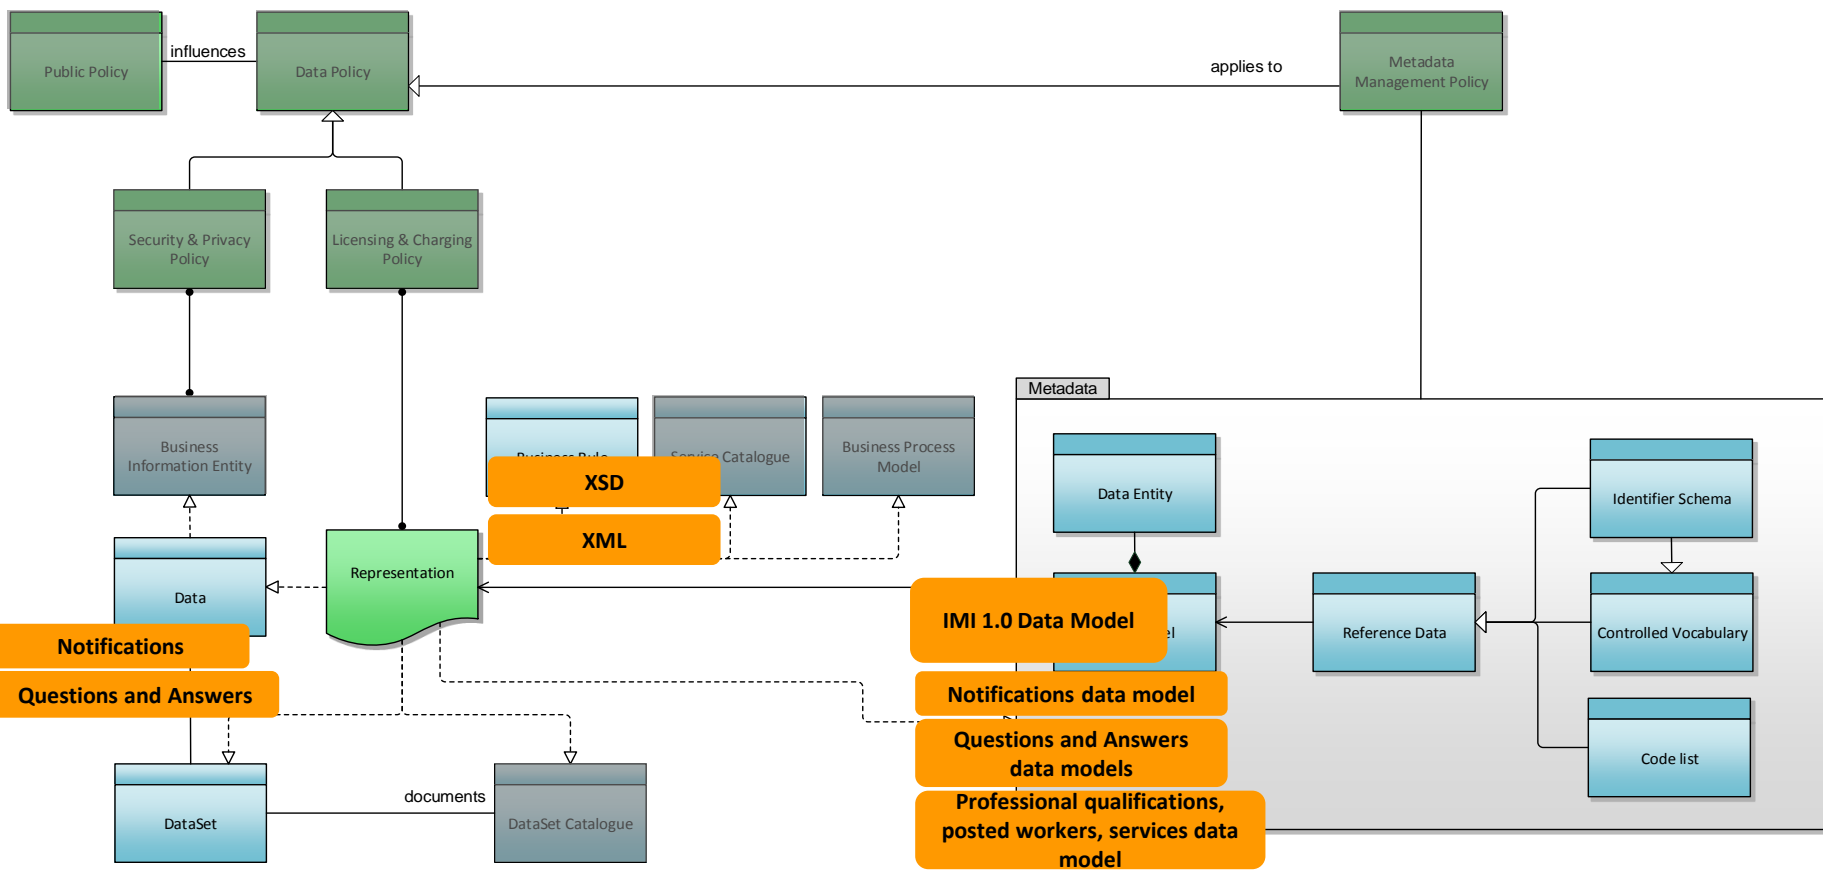 Public Policy
influences
Data Policy
applies to
Metadata
Management Policy
Security & Privacy
Policy
Licensing & Charging
Policy
Metadata
Business
Information Entity
Business Rule
Service Catalogue
Business Process
Model
XSD
XML
Data Entity
Identifier Schema
Data
Representation
IMI 1.0 Data Model
el
Reference Data
Controlled Vocabulary
Notifications
Questions and Answers
Notifications data model
Questions and Answers
data models
Professional qualifications,
posted workers, services data
model
Code list
DataSet
documents
DataSet Catalogue